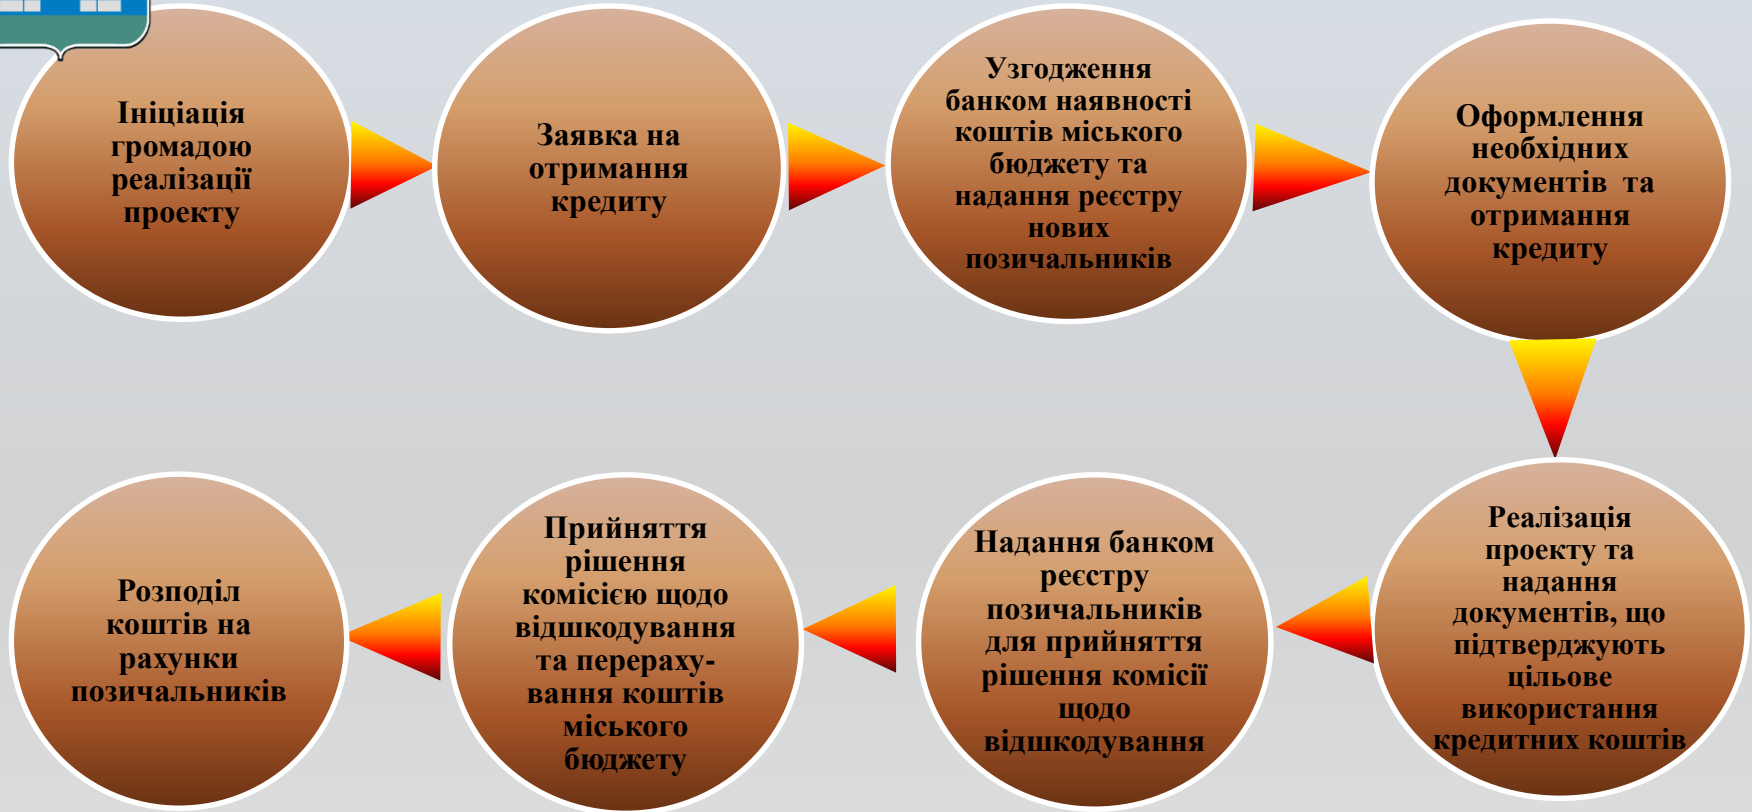 Ініціація
громадою
реалізації
проекту
Заявка на
отримання
кредиту
Узгодження
банком наявності
коштів міського
бюджету та
надання реєстру
нових
позичальників
Оформлення
необхідних
документів та
отримання
кредиту
Реалізація
проекту та
надання
документів, що
підтверджують
цільове
використання
кредитних коштів
Надання банком
реєстру
позичальників
для прийняття
рішення комісії
щодо
відшкодування
Прийняття
рішення
комісією щодо
відшкодування
та перераху-
вання коштів
міського
бюджету
Розподіл
коштів на
рахунки
позичальників